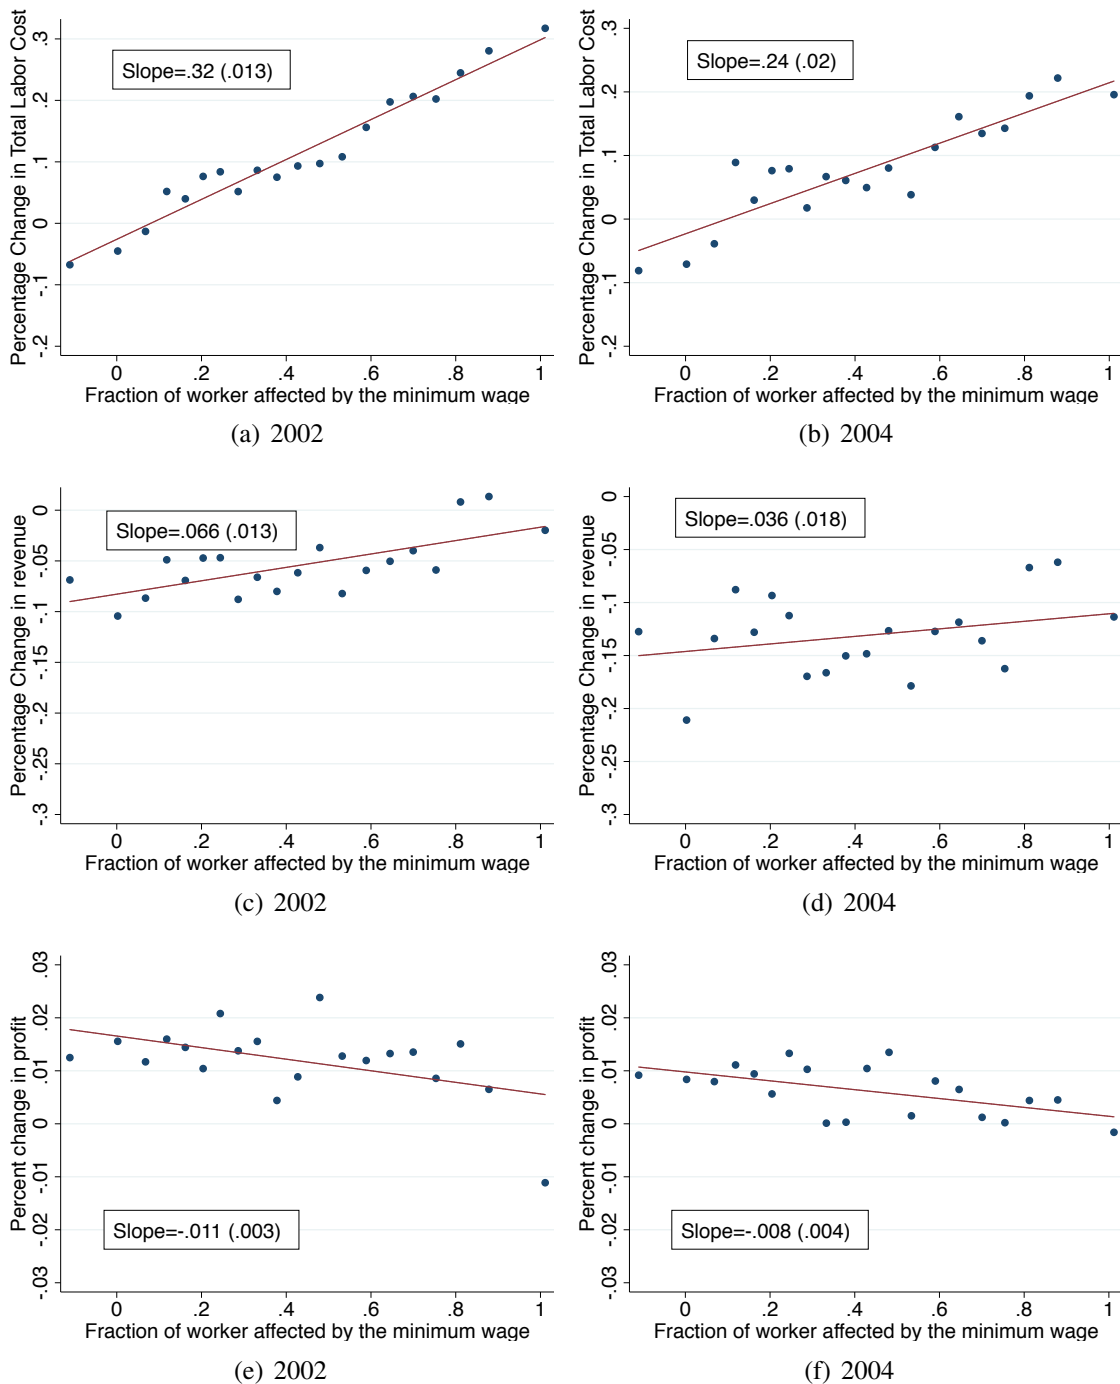 Percentage Change in Total Labor Cost
.3
.2
.1
0
-.1
-.2
Slope=.32 (.013)
0 .2 .4 .6 .8 1
Fraction of worker affected by the minimum wage
(a) 2002
Percentage Change in Total Labor Cost
.3
.2
.1
0
-.1
-.2
Slope=.24 (.02)
0 .2 .4 .6 .8 1
Fraction of worker affected by the minimum wage
(b) 2004
Percentage Change in revenue
0
-.05
-.1
-.15
-.2
-.25
-.3
Slope=.066 (.013)
0 .2 .4 .6 .8 1
Fraction of worker affected by the minimum wage
(c) 2002
Percentage Change in revenue
0
-.05
-.1
-.15
-.2
-.25
-.3
Slope=.036 (.018)
0 .2 .4 .6 .8 1
Fraction of worker affected by the minimum wage
(d) 2004
Percent change in profit
.03
.02
.01
0
-.01
-.02
-.03
Slope=-.011 (.003)
0 .2 .4 .6 .8 1
Fraction of worker affected by the minimum wage
(e) 2002
Percent change in profit
.03
.02
.01
0
-.01
-.02
-.03
Slope=-.008 (.004)
0 .2 .4 .6 .8 1
Fraction of worker affected by the minimum wage
(f) 2004